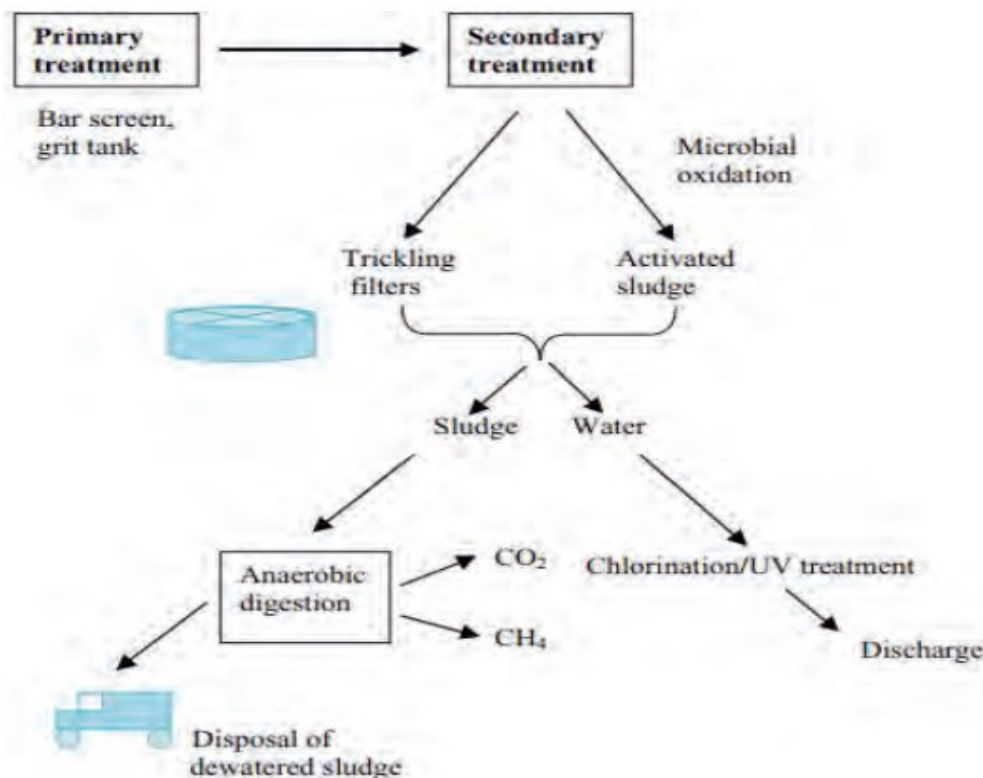 Primary
treatment
Secondary
treatment
Bar screen,
grit tank
Microbial
oxidation
Trickling
filters
Activated
sludge
Sludge
Water
Anaerobic
digestion
CO₂
CH₄
Chlorination/UV treatment
Discharge
Disposal of
dewatered sludge